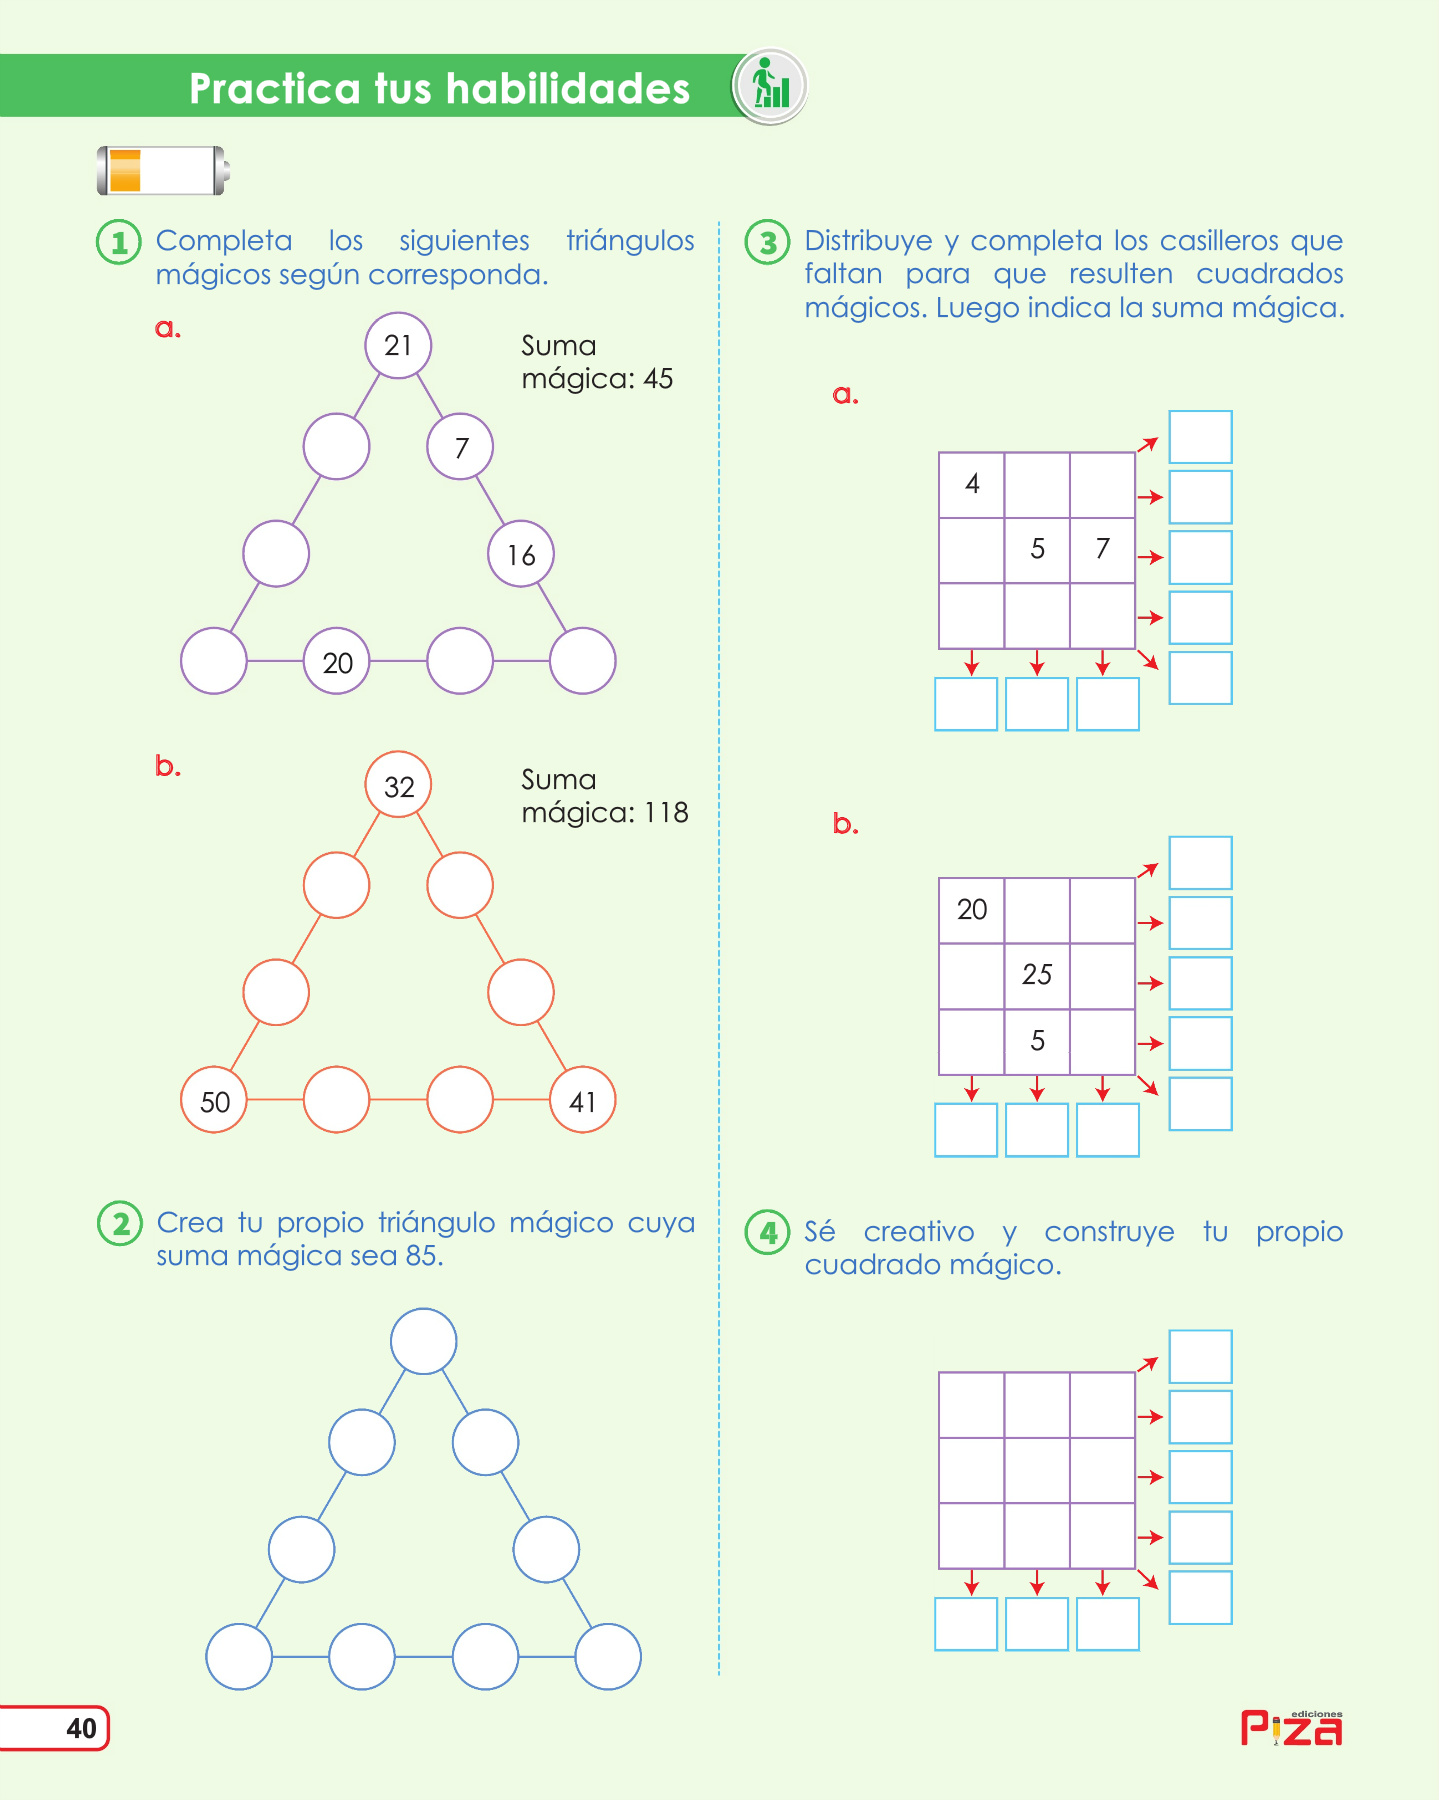 Practica tus habilidades
1 Completa los siguientes triángulos
mágicos según corresponda.
a.
21
Suma
mágica: 45
7
16
20
b.
32
Suma
mágica: 118
50
41
2 Crea tu propio triángulo mágico cuya
suma mágica sea 85.
3 Distribuye y completa los casilleros que
faltan para que resulten cuadrados
mágicos. Luego indica la suma mágica.
a.
4
5 7
b.
20
25
5
4 Sé creativo y construye tu propio
cuadrado mágico.
40
ediciones
Piza